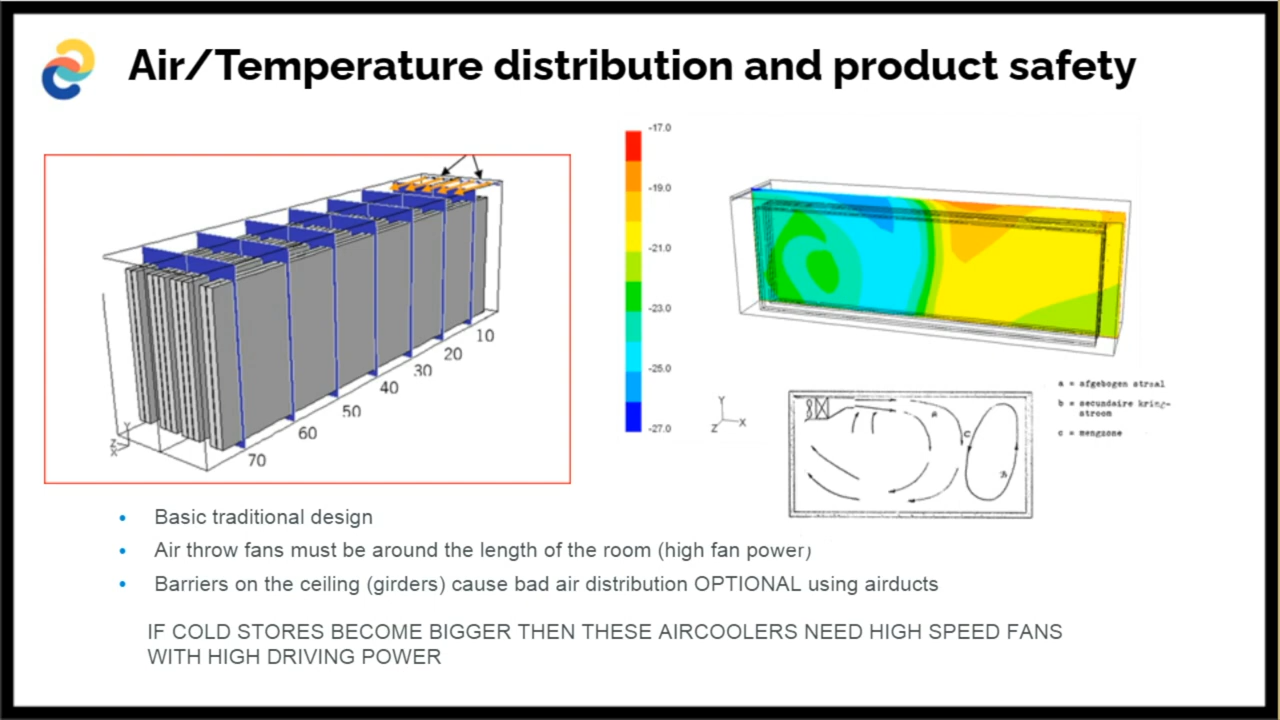 Air/Temperature distribution and product safety
-17.0
-19.0
-21.0
-23.0
-25.0
-27.0
10
20
30
40
50
60
70
Y
Z
X
Y
Z
X
a = afgebogen straal
b = secundaire kring-
stroom
c = mengzone
a
c
Basic traditional design
Air throw fans must be around the length of the room (high fan power)
Barriers on the ceiling (girders) cause bad air distribution OPTIONAL using airducts
IF COLD STORES BECOME BIGGER THEN THESE AIRCOOLERS NEED HIGH SPEED FANS
WITH HIGH DRIVING POWER